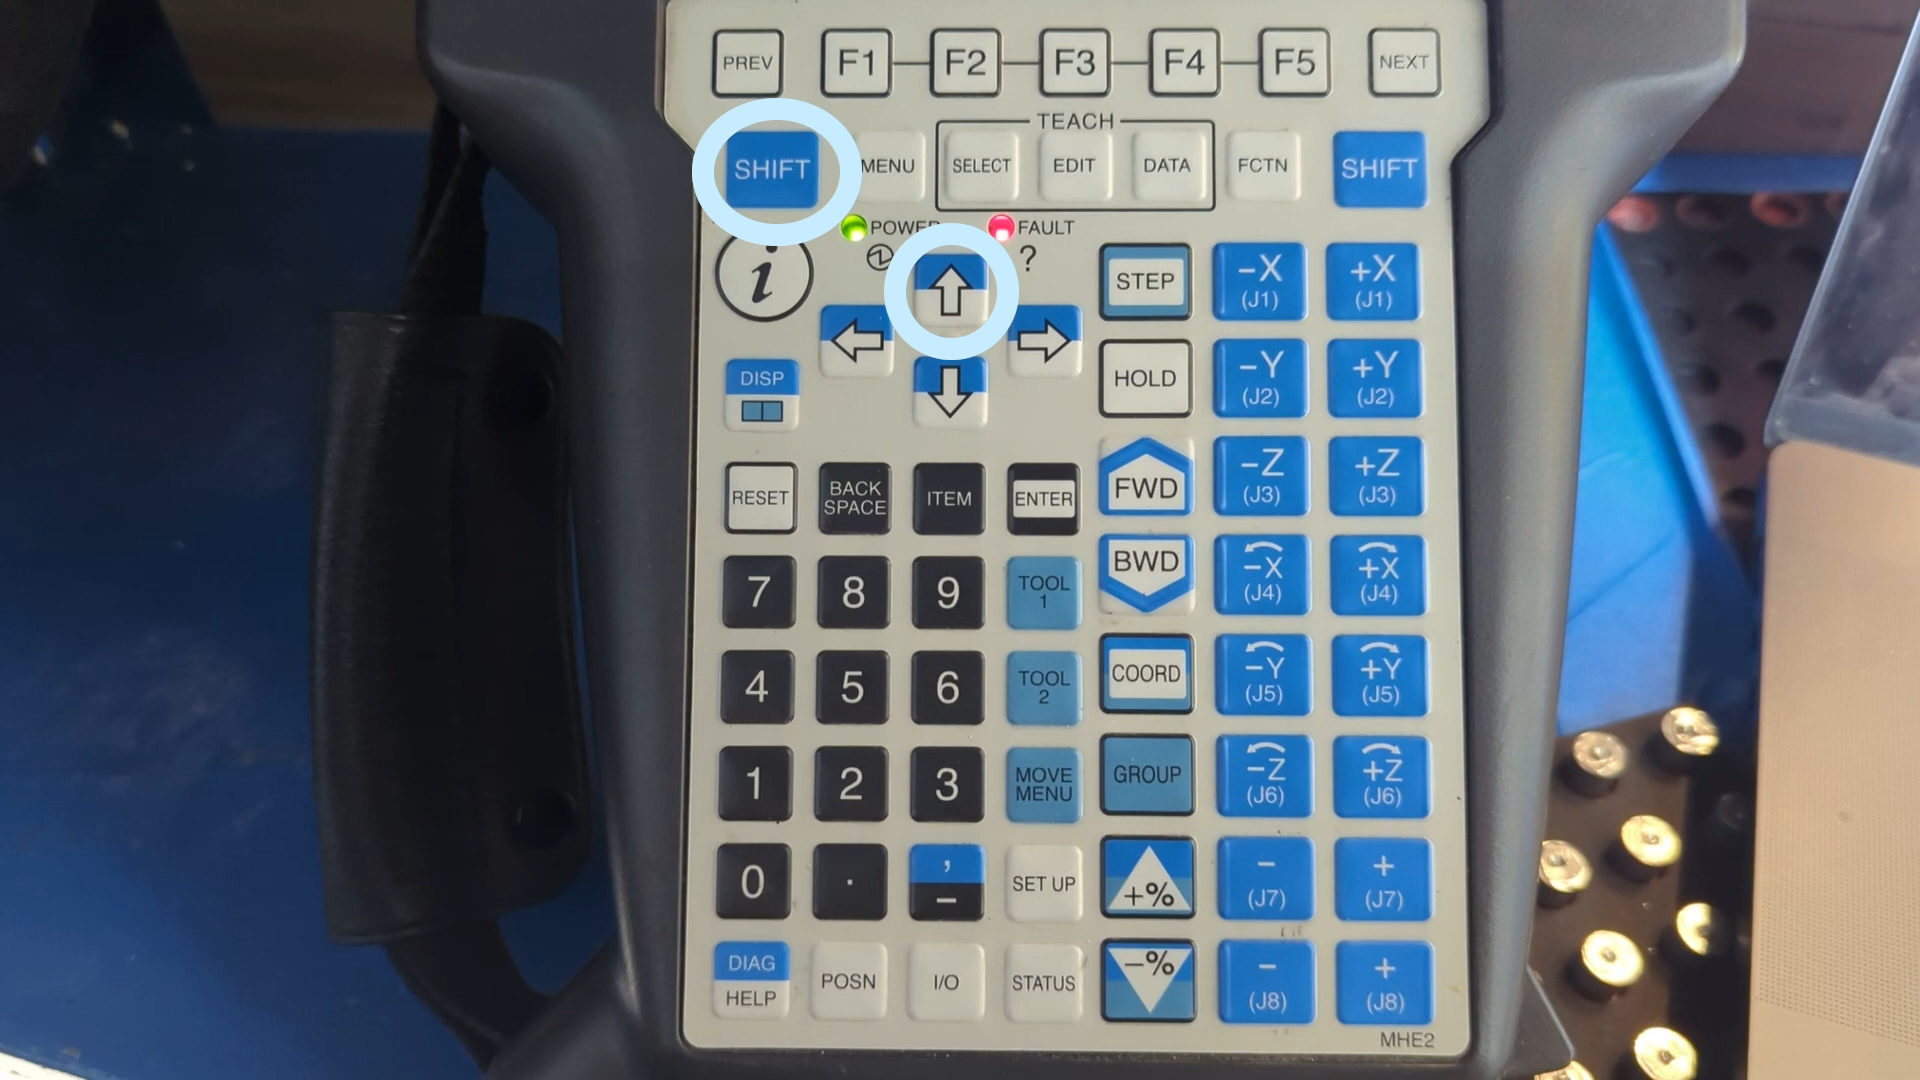 PREV F1 F2 F3 F4 F5 NEXT
TEACH
SHIFT MENU SELECT EDIT DATA FCTN SHIFT
POWER FAULT
i ?
STEP -X (J1) +X (J1)
DISP HOLD -Y (J2) +Y (J2)
RESET BACK SPACE ITEM ENTER FWD -Z (J3) +Z (J3)
7 8 9 TOOL 1 BWD -X (J4) +X (J4)
4 5 6 TOOL 2 COORD -Y (J5) +Y (J5)
1 2 3 MOVE MENU GROUP -Z (J6) +Z (J6)
0 . , - SET UP +% - (J7) + (J7)
DIAG HELP POSN I/O STATUS -% - (J8) + (J8)
MHE2